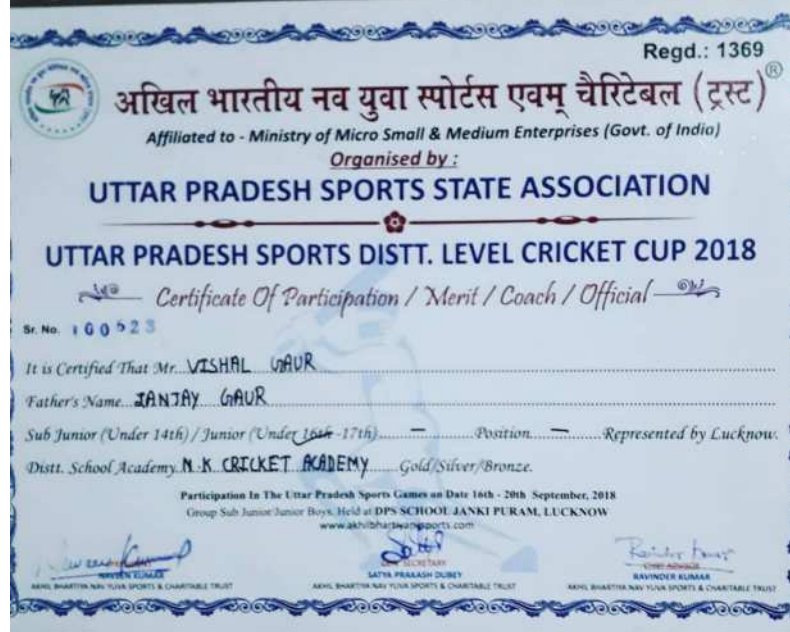 Regd.: 1369
अखिल भारतीय नव युवा स्पोर्टस एवम् चैरिटेबल (ट्रस्ट)®
Affiliated to - Ministry of Micro Small & Medium Enterprises (Govt. of India)
Organised by :
UTTAR PRADESH SPORTS STATE ASSOCIATION
UTTAR PRADESH SPORTS DISTT. LEVEL CRICKET CUP 2018
Certificate Of Participation / Merit / Coach / Official
Sr. No. 100523
It is Certified That Mr. VISHAL GAUR
Father's Name. SANJAY GAUR
Sub Junior (Under 14th) / Junior (Under 16th -17th) — Position — Represented by Lucknow.
Distt. School Academy. N. K CRICKET ACADEMY Gold/Silver/Bronze.
Participation In The Uttar Pradesh Sports Games on Date 16th - 20th September, 2018
Group Sub Junior/Junior Boys. Held at DPS SCHOOL JANKI PURAM, LUCKNOW
www.akhilbhartiyansports.com
NAVEEN KUMAR
AKHIL BHARTIYA NAV YUVA SPORTS & CHARITABLE TRUST
SECRETARY
SATYA PRAKASH DUBEY
AKHIL BHARTIYA NAV YUVA SPORTS & CHARITABLE TRUST
Ravinder Kumar
CHIEF ADVISOR
RAVINDER KUMAR
AKHIL BHARTIYA NAV YUVA SPORTS & CHARITABLE TRUST